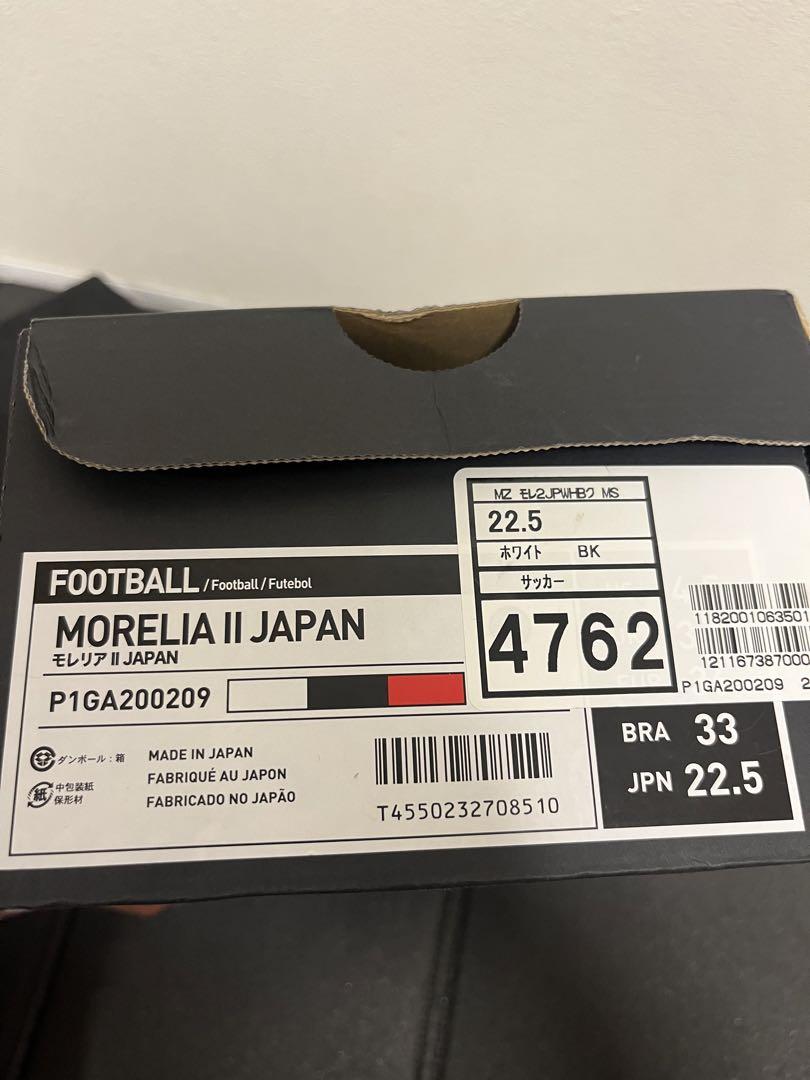 MZ モレ2JPWHBク MS
22.5
ホワイト BK
サッカー
4762
1182001063501
121167387000
P1GA200209 2
FOOTBALL / Football / Futebol
MORELIA II JAPAN
モレリア II JAPAN
P1GA200209
ダンボール：箱
紙 中包装紙
保形材
MADE IN JAPAN
FABRIQUÉ AU JAPON
FABRICADO NO JAPÃO
T4550232708510
BRA 33
JPN 22.5